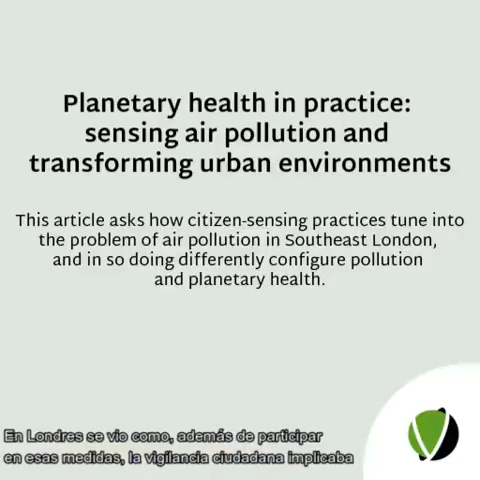 Planetary health in practice:
sensing air pollution and
transforming urban environments
This article asks how citizen-sensing practices tune into
the problem of air pollution in Southeast London,
and in so doing differently configure pollution
and planetary health.
En Londres se vio como, además de participar
en esas medidas, la vigilancia ciudadana implicaba